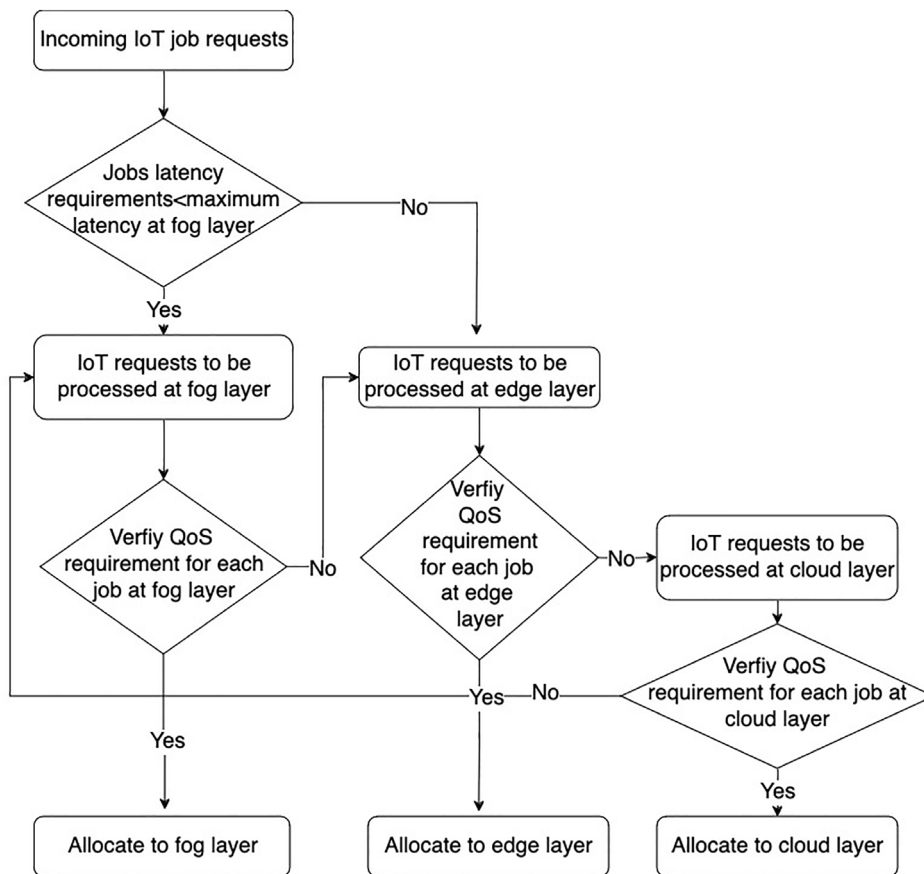 Incoming IoT job requests
Jobs latency
requirements<maximum
latency at fog layer
No
Yes
IoT requests to be
processed at fog layer
IoT requests to be
processed at edge layer
Verfiy QoS
requirement for each
job at fog layer
No
Verfiy
QoS
requirement
for each job
at edge
layer
No
IoT requests to be
processed at cloud layer
Verfiy QoS
requirement for each job at
cloud layer
Yes
No
Yes
Yes
Allocate to fog layer
Allocate to edge layer
Allocate to cloud layer